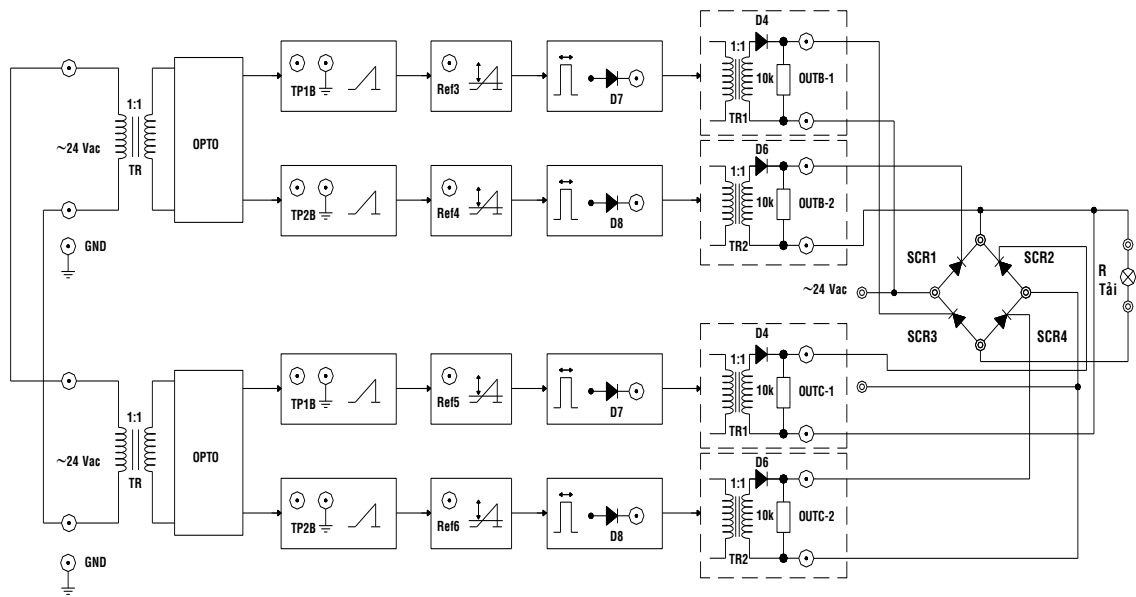 1:1
~24 Vac
TR
GND
OPTO
TP1B
Ref3
D7
D4
1:1
10k
OUTB-1
TR1
TP2B
Ref4
D8
D6
1:1
10k
OUTB-2
TR2
~24 Vac
SCR1
SCR2
SCR3
SCR4
R
Tải
1:1
~24 Vac
TR
GND
OPTO
TP1B
Ref5
D7
D4
1:1
10k
OUTC-1
TR1
TP2B
Ref6
D8
D6
1:1
10k
OUTC-2
TR2